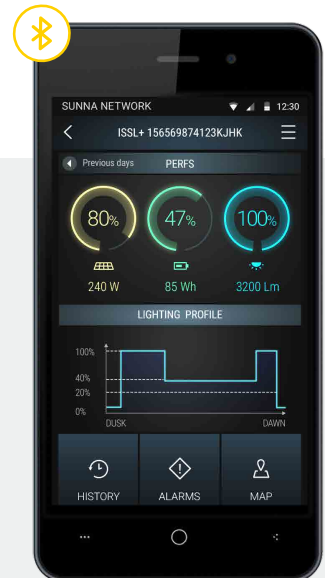 SUNNA NETWORK 12:30
ISSL+ 156569874123KJHK
Previous days PERFS
80% 47% 100%
240 W 85 Wh 3200 Lm
LIGHTING PROFILE
100%
40%
20%
0%
DUSK DAWN
HISTORY ALARMS MAP